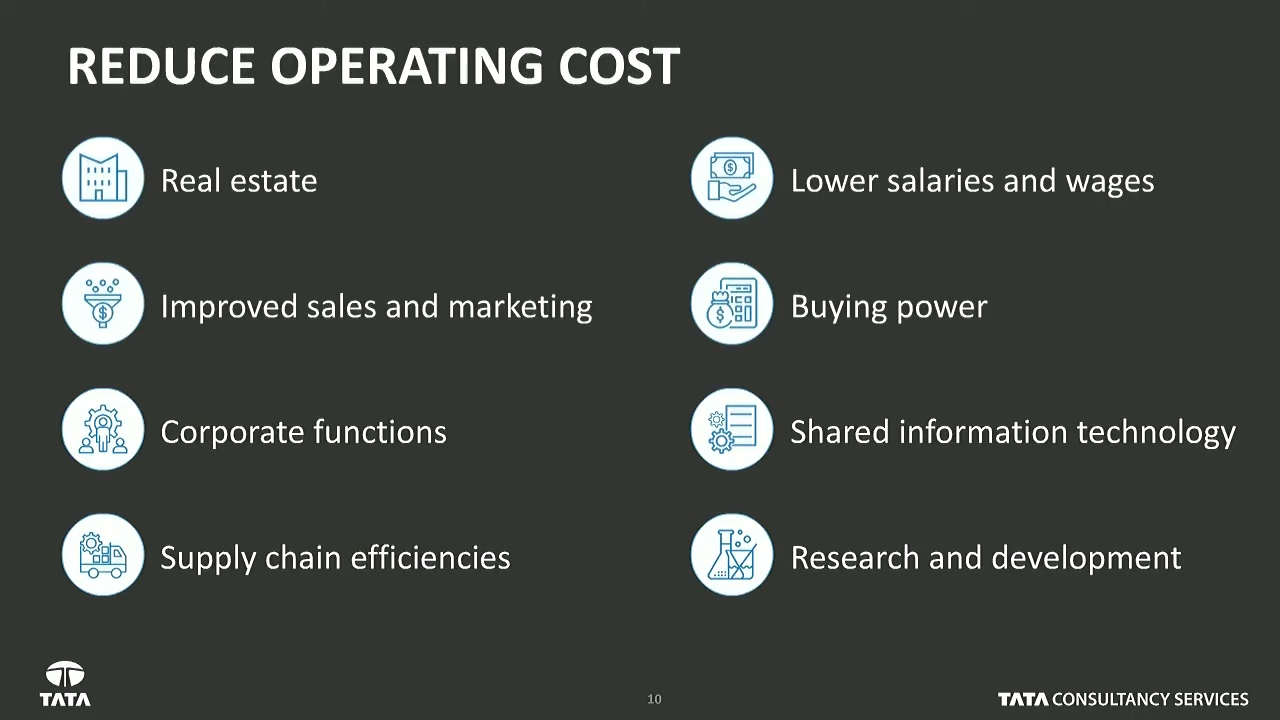 REDUCE OPERATING COST
Real estate
Lower salaries and wages
Improved sales and marketing
Buying power
Corporate functions
Shared information technology
Supply chain efficiencies
Research and development
TATA
10
TATA CONSULTANCY SERVICES